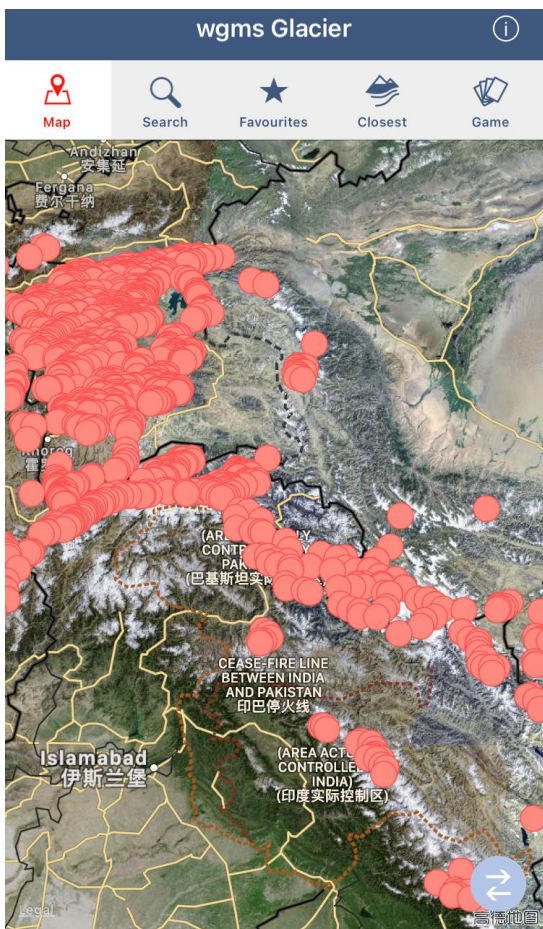 wgms Glacier
Map
Search
Favourites
Closest
Game
Andizhan
安集延
Fergana
费尔干纳
Khorog
CEASE-FIRE LINE
BETWEEN INDIA
AND PAKISTAN
印巴停火线
Islamabad
伊斯兰堡
(AREA
CONTROLLED
INDIA)
(印度实际控制区)
Legal
高德地图